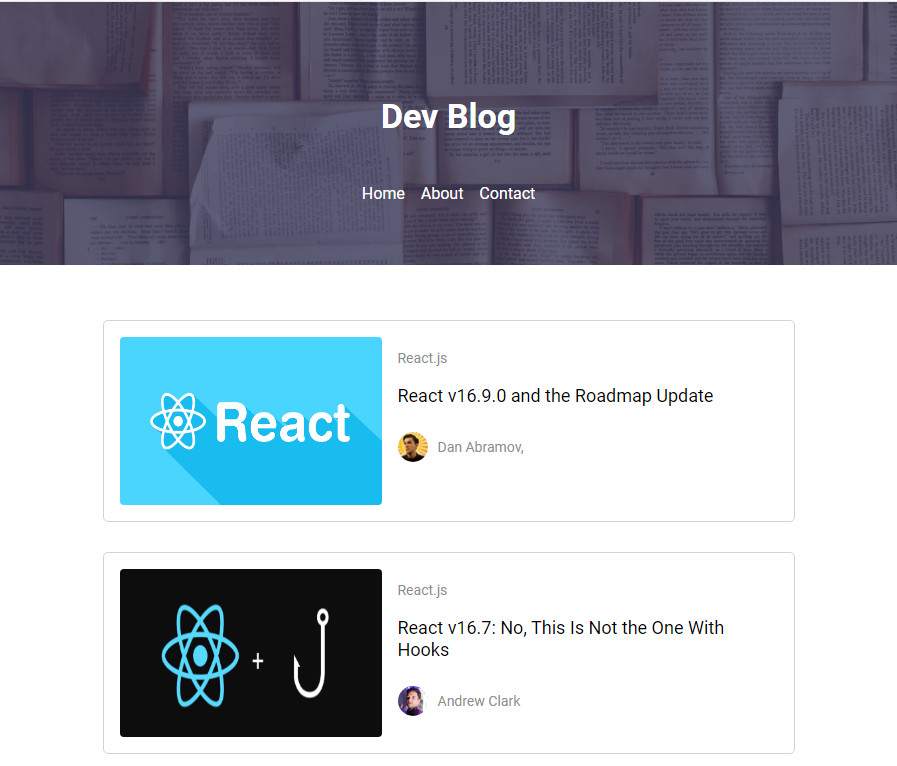 Dev Blog
Home About Contact
React
React.js
React v16.9.0 and the Roadmap Update
Dan Abramov,
+
React.js
React v16.7: No, This Is Not the One With
Hooks
Andrew Clark